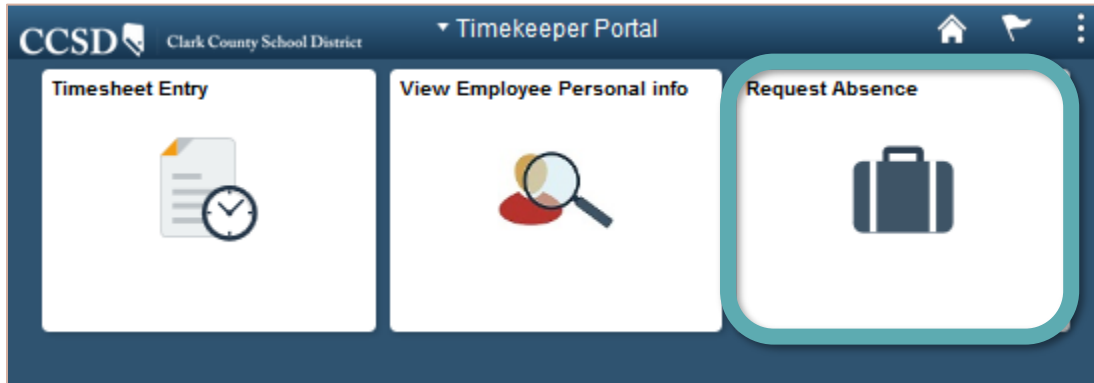 CCSD Clark County School District
Timekeeper Portal
Timesheet Entry
View Employee Personal info
Request Absence